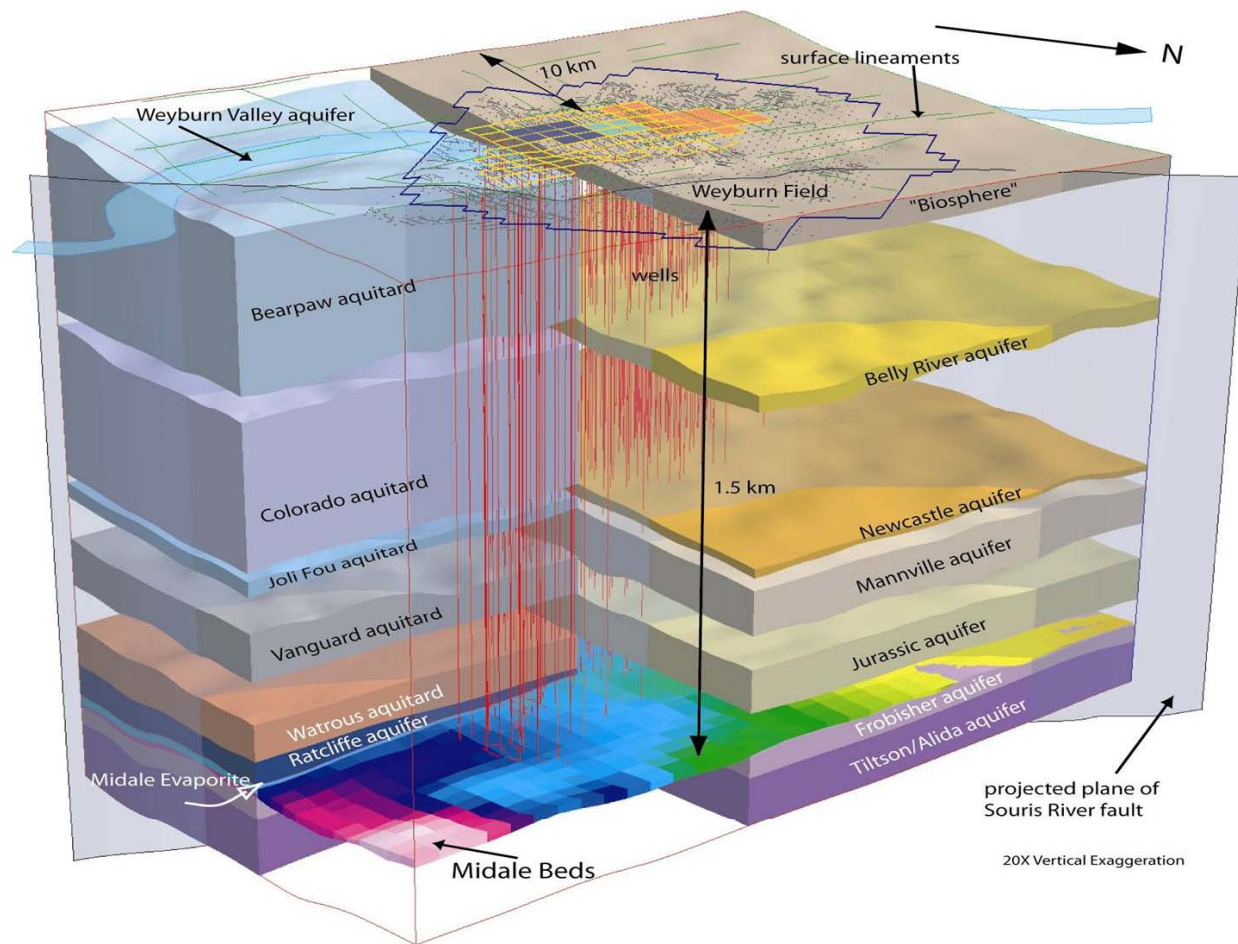 N
10 km
surface lineaments
Weyburn Valley aquifer
Weyburn Field
"Biosphere"
wells
Bearpaw aquitard
Belly River aquifer
1.5 km
Colorado aquitard
Newcastle aquifer
Joli Fou aquitard
Mannville aquifer
Vanguard aquitard
Jurassic aquifer
Watrous aquitard
Ratcliffe aquifer
Frobisher aquifer
Tiltson/Alida aquifer
Midale Evaporite
projected plane of
Souris River fault
Midale Beds
20X Vertical Exaggeration